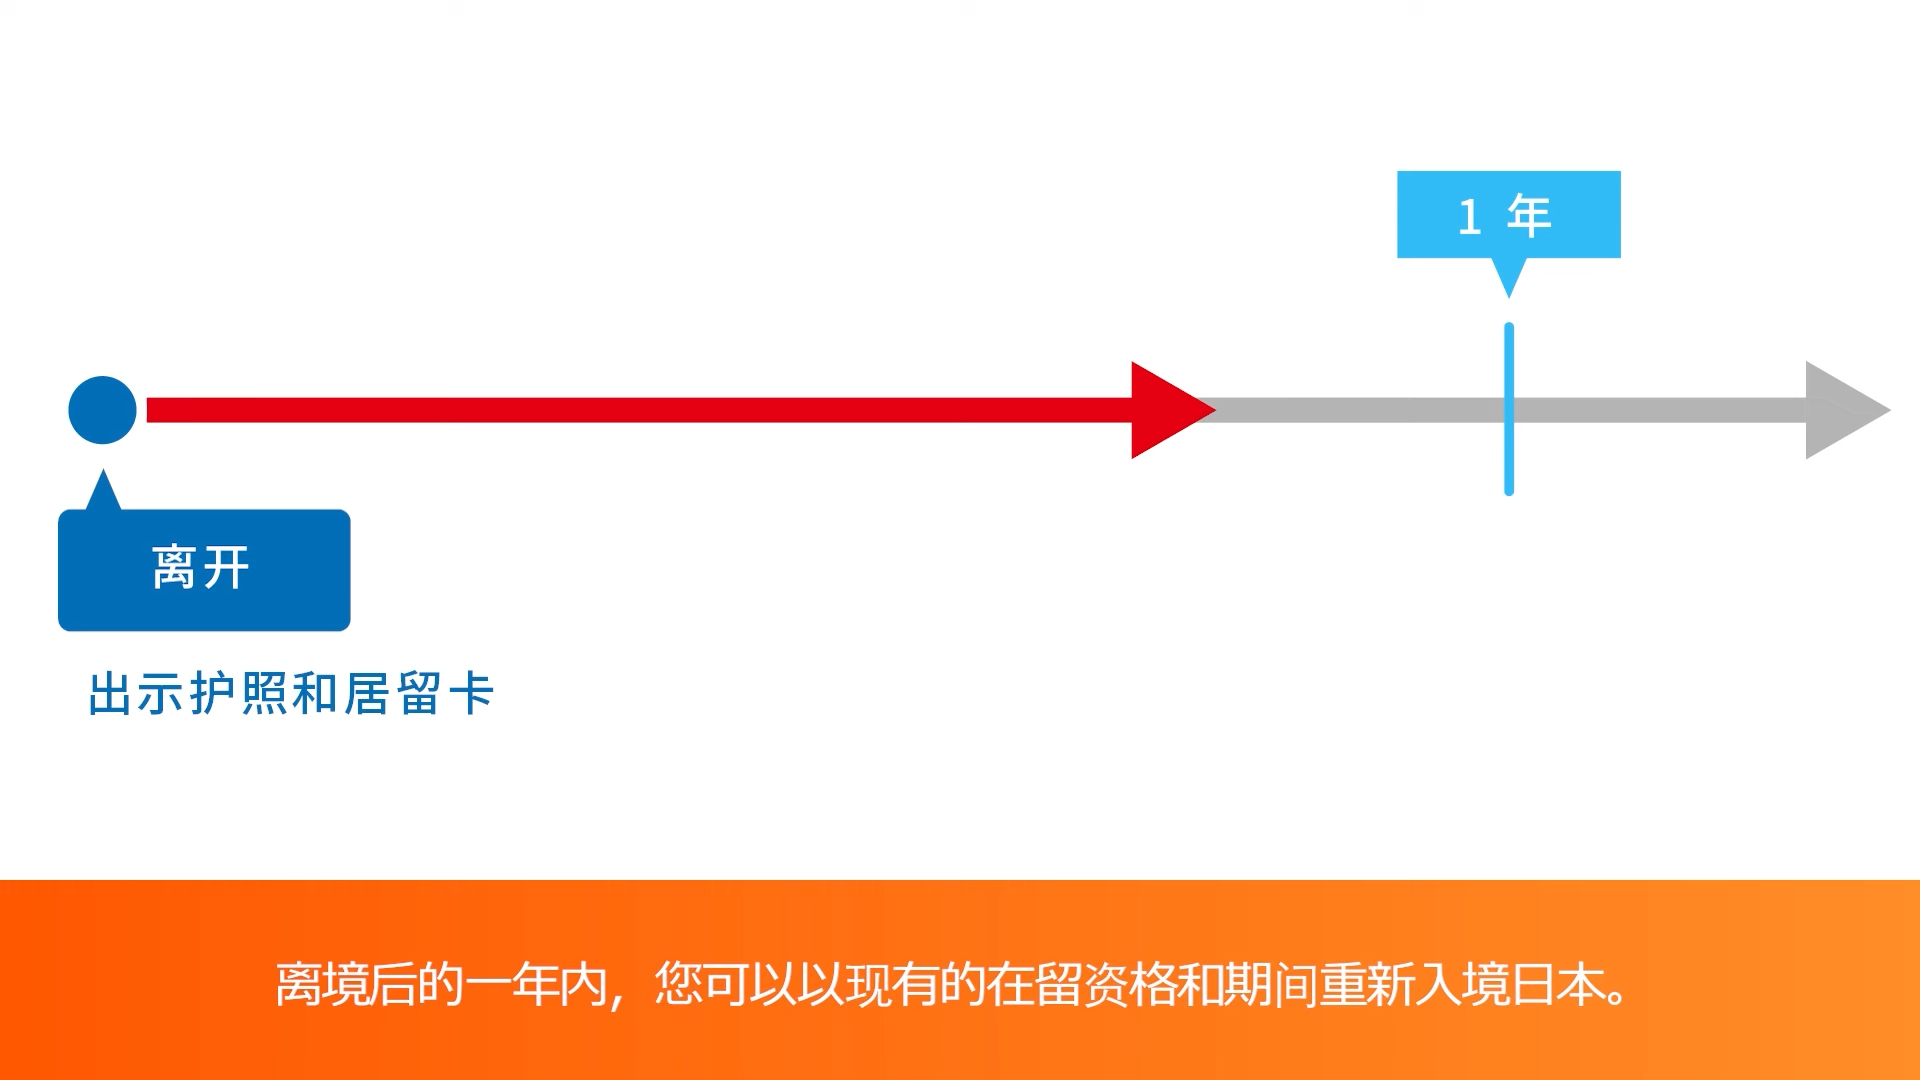 1 年
离开
出示护照和居留卡
离境后的一年内，您可以以现有的在留资格和期间重新入境日本。